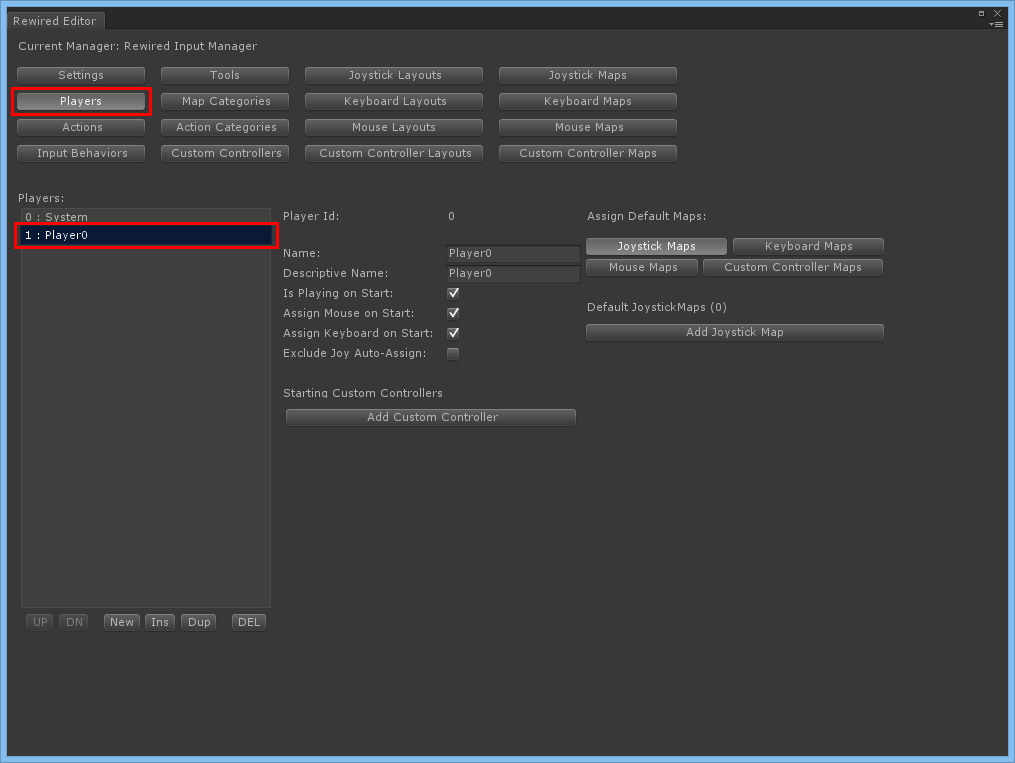 Rewired Editor
Current Manager: Rewired Input Manager
Settings Tools Joystick Layouts Joystick Maps
Players Map Categories Keyboard Layouts Keyboard Maps
Actions Action Categories Mouse Layouts Mouse Maps
Input Behaviors Custom Controllers Custom Controller Layouts Custom Controller Maps
Players:
0 : System
1 : Player0
UP DN New Ins Dup DEL
Player Id: 0
Name: Player0
Descriptive Name: Player0
Is Playing on Start:
Assign Mouse on Start:
Assign Keyboard on Start:
Exclude Joy Auto-Assign:
Starting Custom Controllers
Add Custom Controller
Assign Default Maps:
Joystick Maps Keyboard Maps
Mouse Maps Custom Controller Maps
Default JoystickMaps (0)
Add Joystick Map